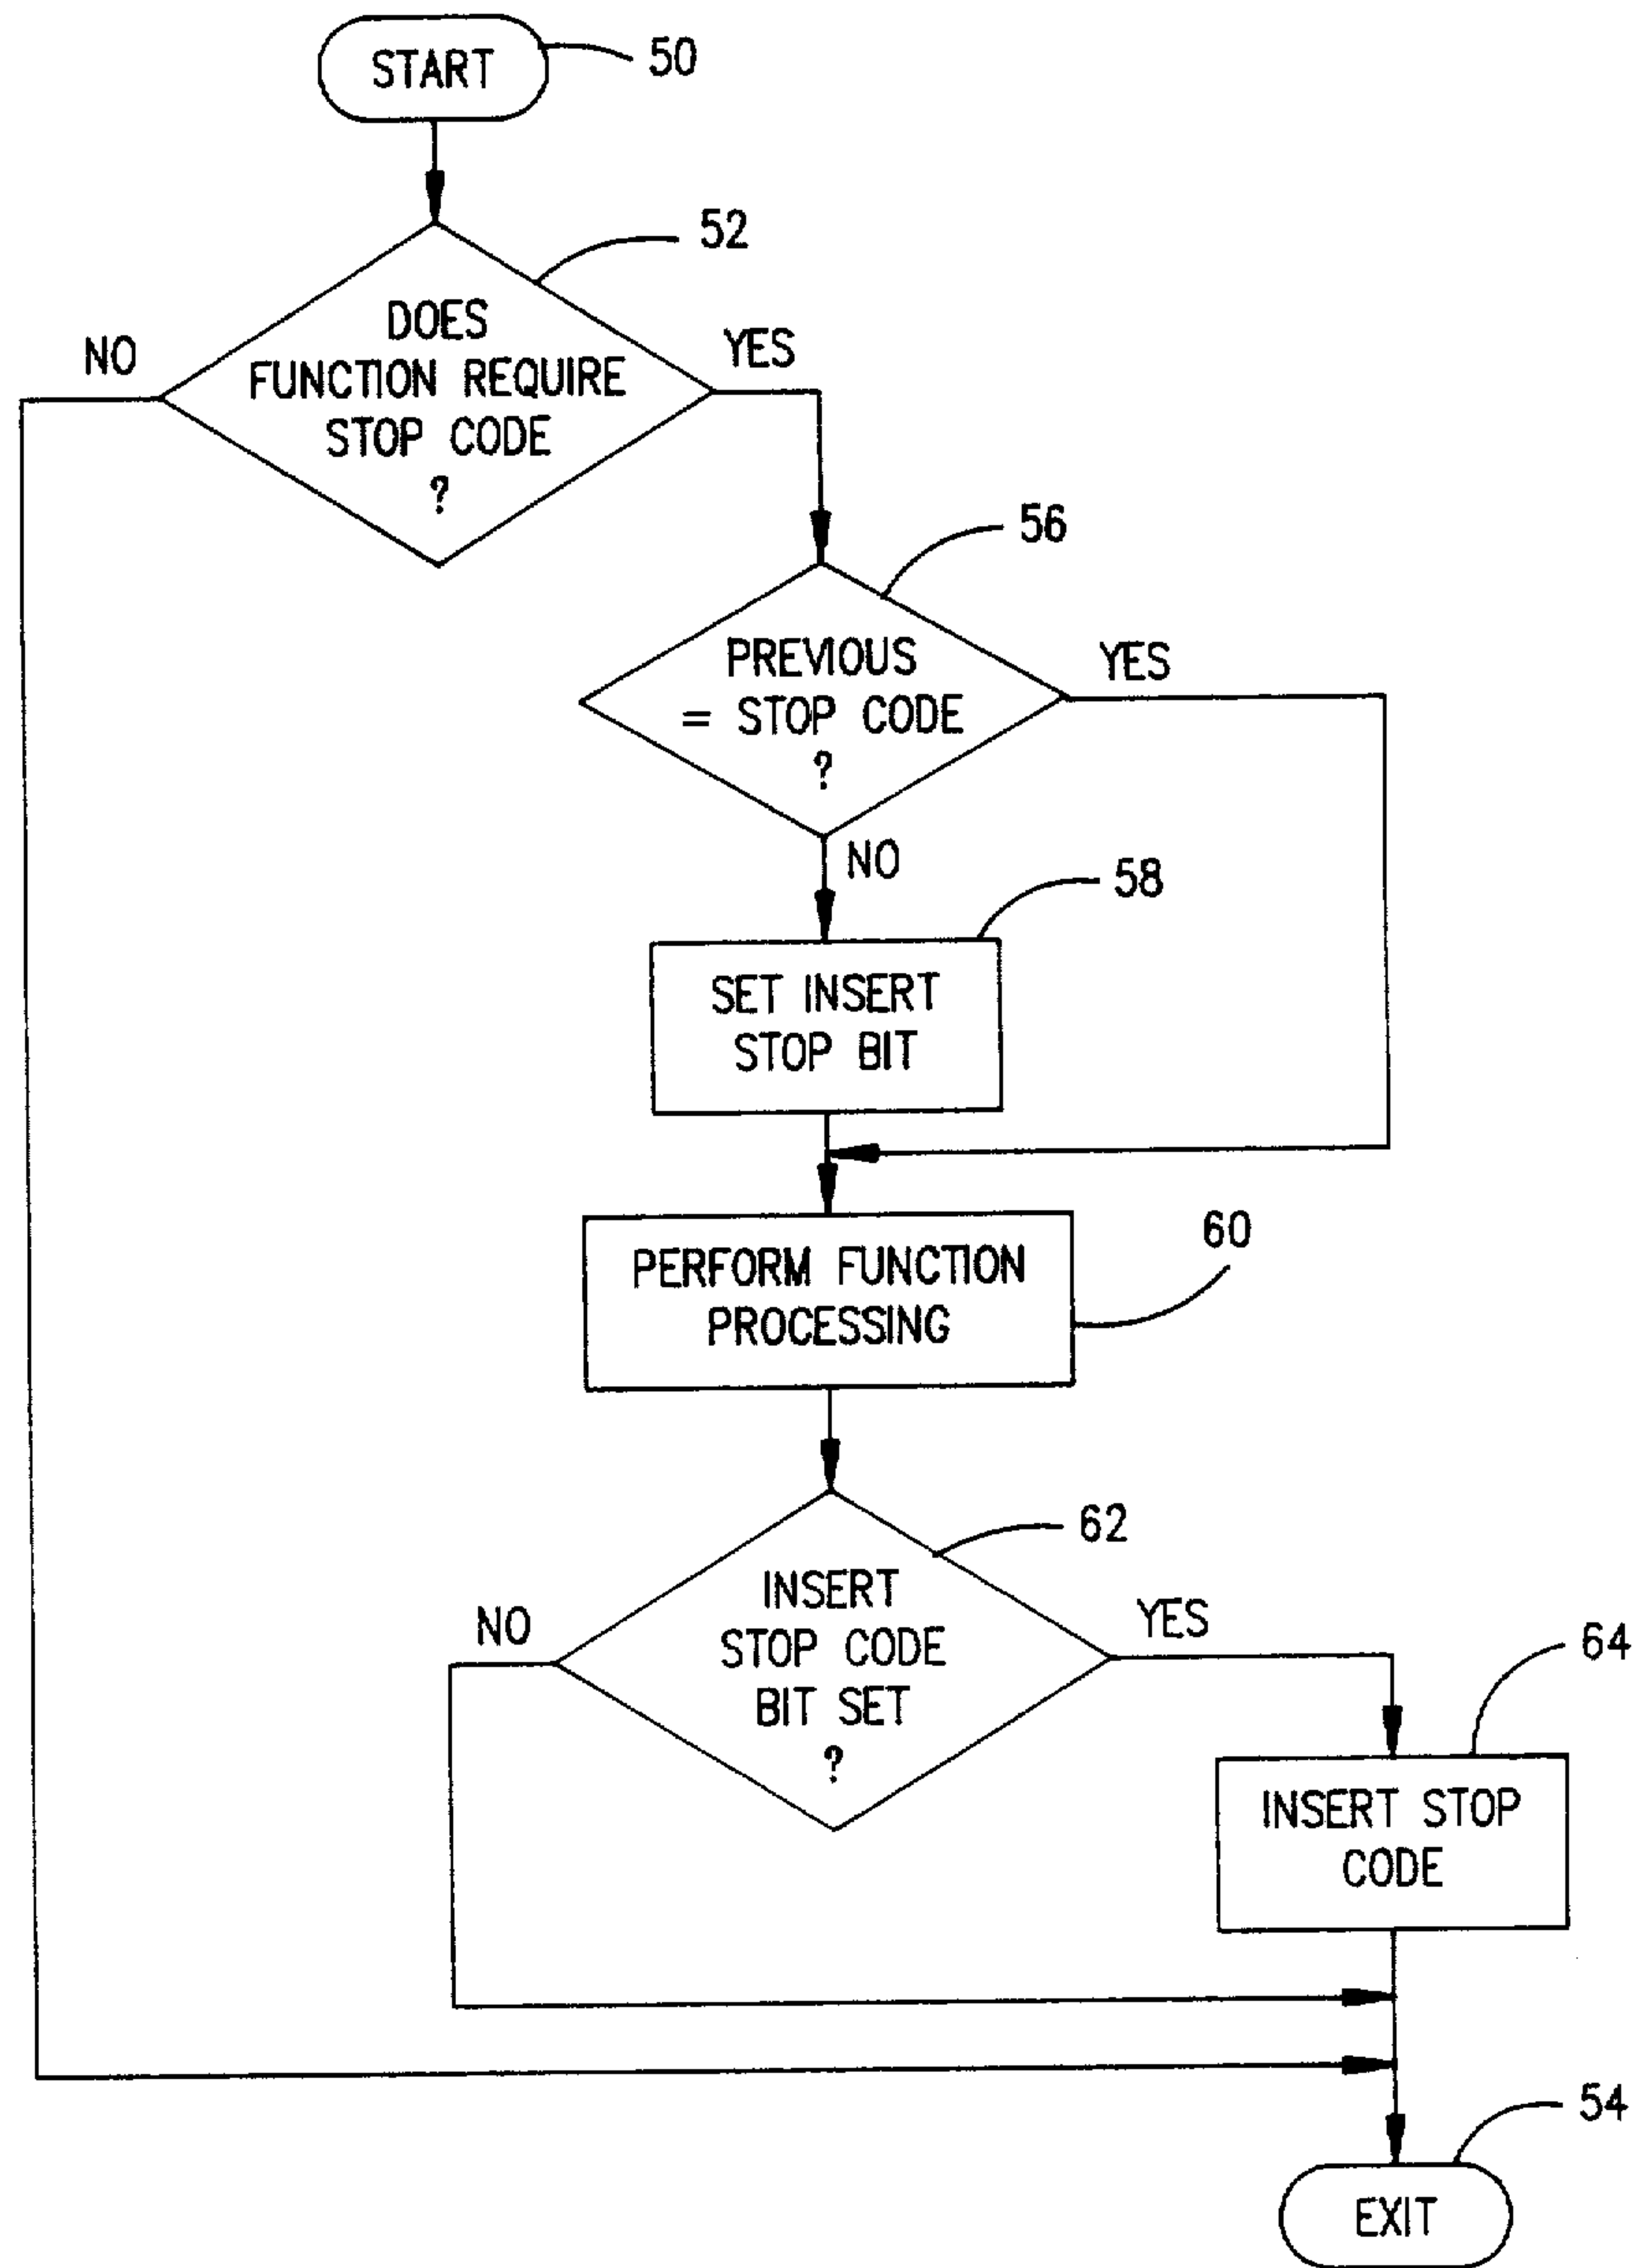 START
50
52
DOES
FUNCTION REQUIRE
STOP CODE
?
NO
YES
56
PREVIOUS
= STOP CODE
?
YES
NO
58
SET INSERT
STOP BIT
60
PERFORM FUNCTION
PROCESSING
62
INSERT
STOP CODE
BIT SET
?
NO
YES
64
INSERT STOP
CODE
54
EXIT